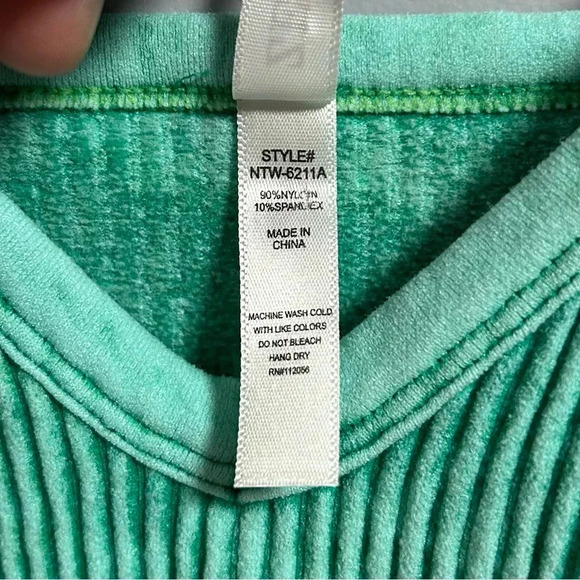 STYLE#
NTW-6211A
90%NYLON
10%SPANDEX
MADE IN
CHINA
MACHINE WASH COLD
WITH LIKE COLORS
DO NOT BLEACH
HANG DRY
RN#112056